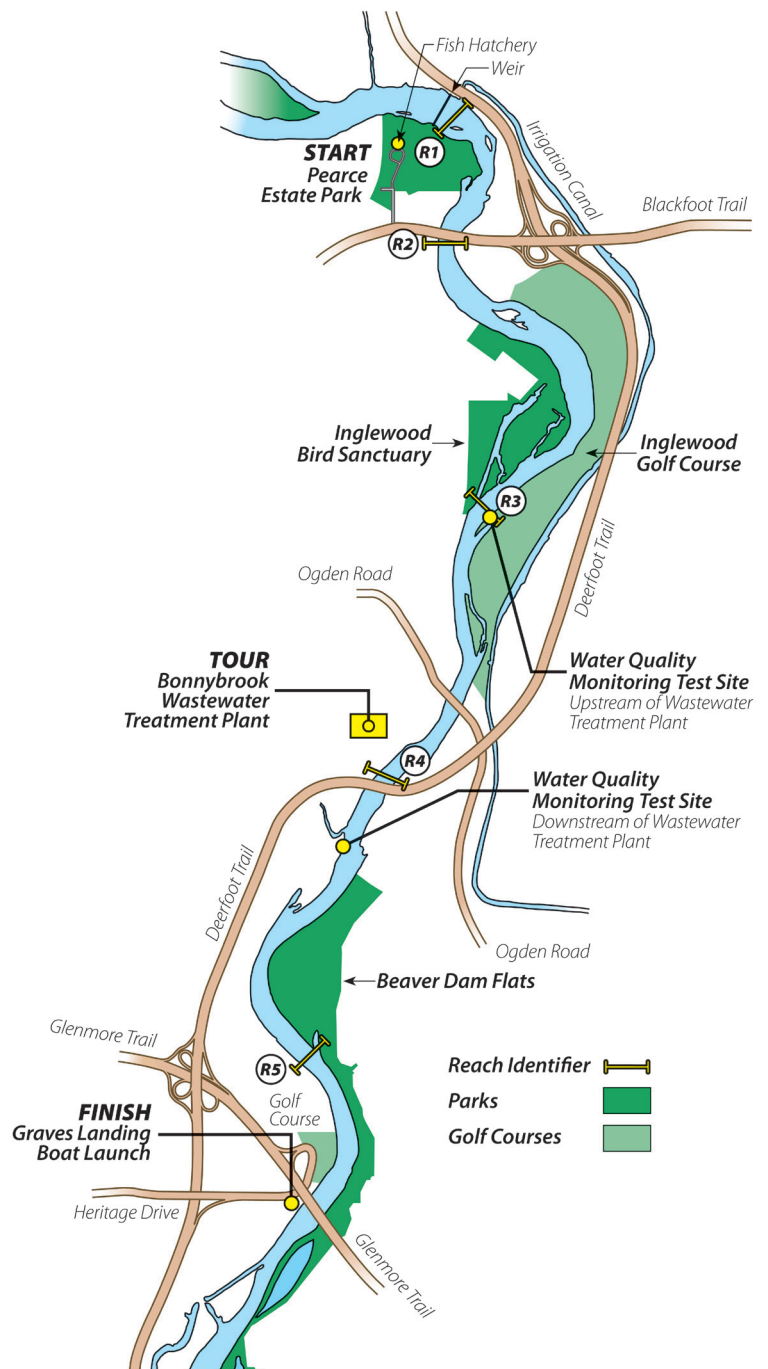 Fish Hatchery
Weir
START
Pearce
Estate Park
R1
Irrigation Canal
Blackfoot Trail
R2
Inglewood
Bird Sanctuary
Inglewood
Golf Course
R3
Deerfoot Trail
Ogden Road
TOUR
Bonnybrook
Wastewater
Treatment Plant
Water Quality
Monitoring Test Site
Upstream of Wastewater
Treatment Plant
R4
Water Quality
Monitoring Test Site
Downstream of Wastewater
Treatment Plant
Deerfoot Trail
Ogden Road
Beaver Dam Flats
Glenmore Trail
R5
Golf
Course
Reach Identifier
Parks
Golf Courses
FINISH
Graves Landing
Boat Launch
Heritage Drive
Glenmore Trail